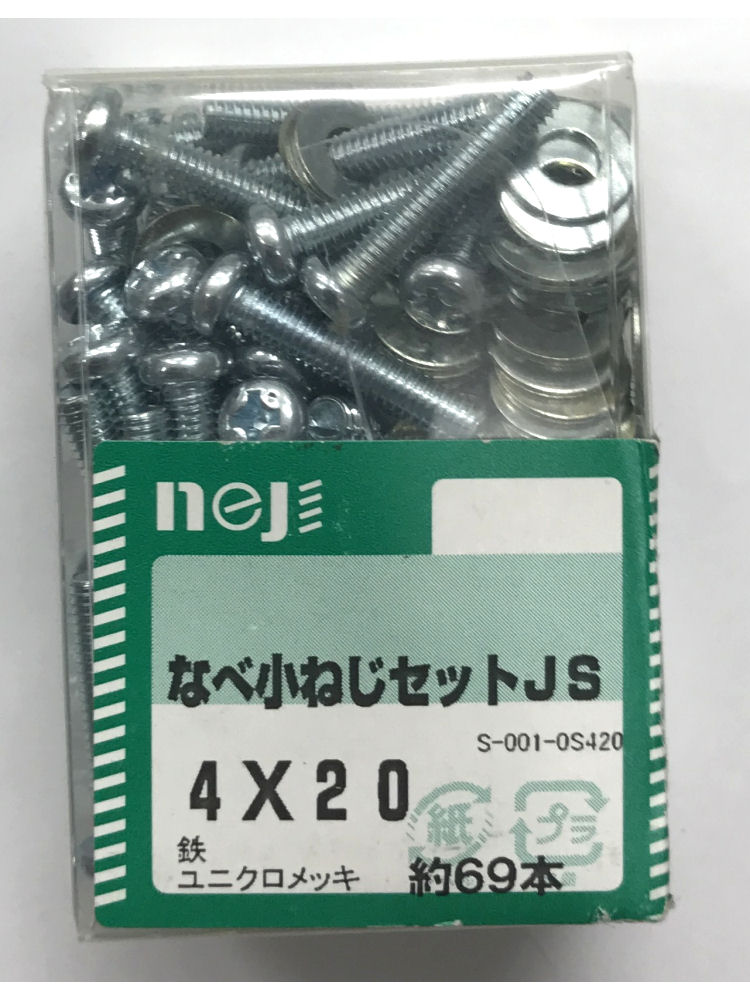 nej
なべ小ねじセットJS
S-001-0S420
4X20
紙
プラ
鉄
ユニクロメッキ
約69本